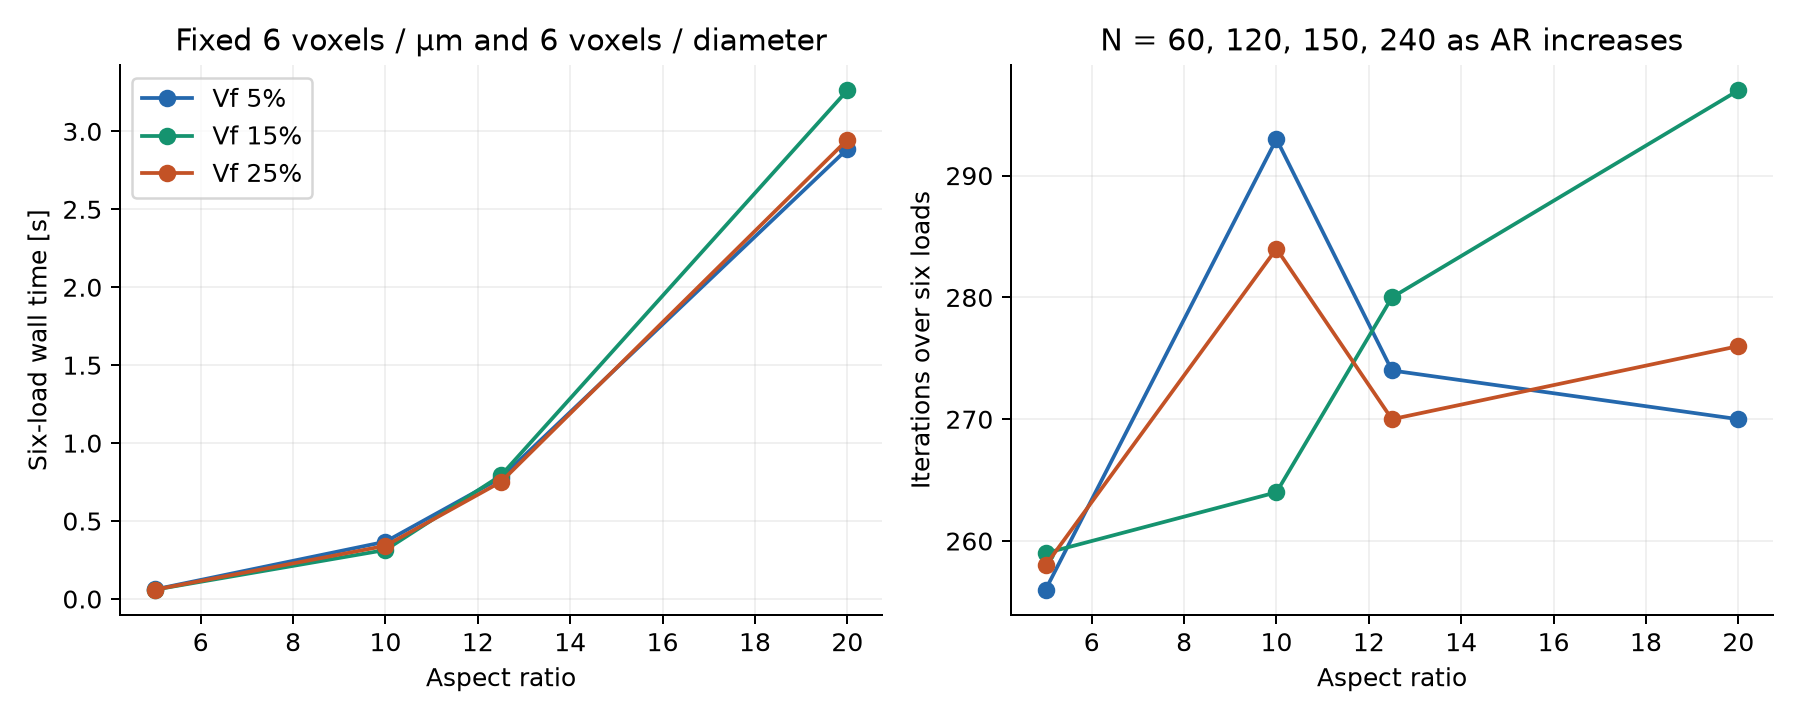 Fixed 6 voxels / µm and 6 voxels / diameter
Vf 5%
Vf 15%
Vf 25%
Six-load wall time [s]
3.0
2.5
2.0
1.5
1.0
0.5
0.0
6 8 10 12 14 16 18 20
Aspect ratio
N = 60, 120, 150, 240 as AR increases
Iterations over six loads
290
280
270
260
6 8 10 12 14 16 18 20
Aspect ratio